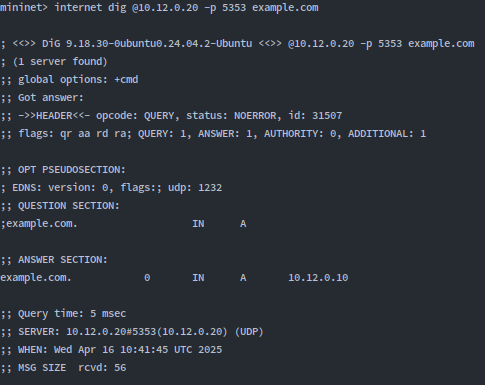 mininet> internet dig @10.12.0.20 -p 5353 example.com
; <<>> DiG 9.18.30-0ubuntu0.24.04.2-Ubuntu <<>> @10.12.0.20 -p 5353 example.com
; (1 server found)
;; global options: +cmd
;; Got answer:
;; ->>HEADER<<- opcode: QUERY, status: NOERROR, id: 31507
;; flags: qr aa rd ra; QUERY: 1, ANSWER: 1, AUTHORITY: 0, ADDITIONAL: 1
;; OPT PSEUDOSECTION:
; EDNS: version: 0, flags:; udp: 1232
;; QUESTION SECTION:
;example.com. IN A
;; ANSWER SECTION:
example.com. 0 IN A 10.12.0.10
;; Query time: 5 msec
;; SERVER: 10.12.0.20#5353(10.12.0.20) (UDP)
;; WHEN: Wed Apr 16 10:41:45 UTC 2025
;; MSG SIZE rcvd: 56